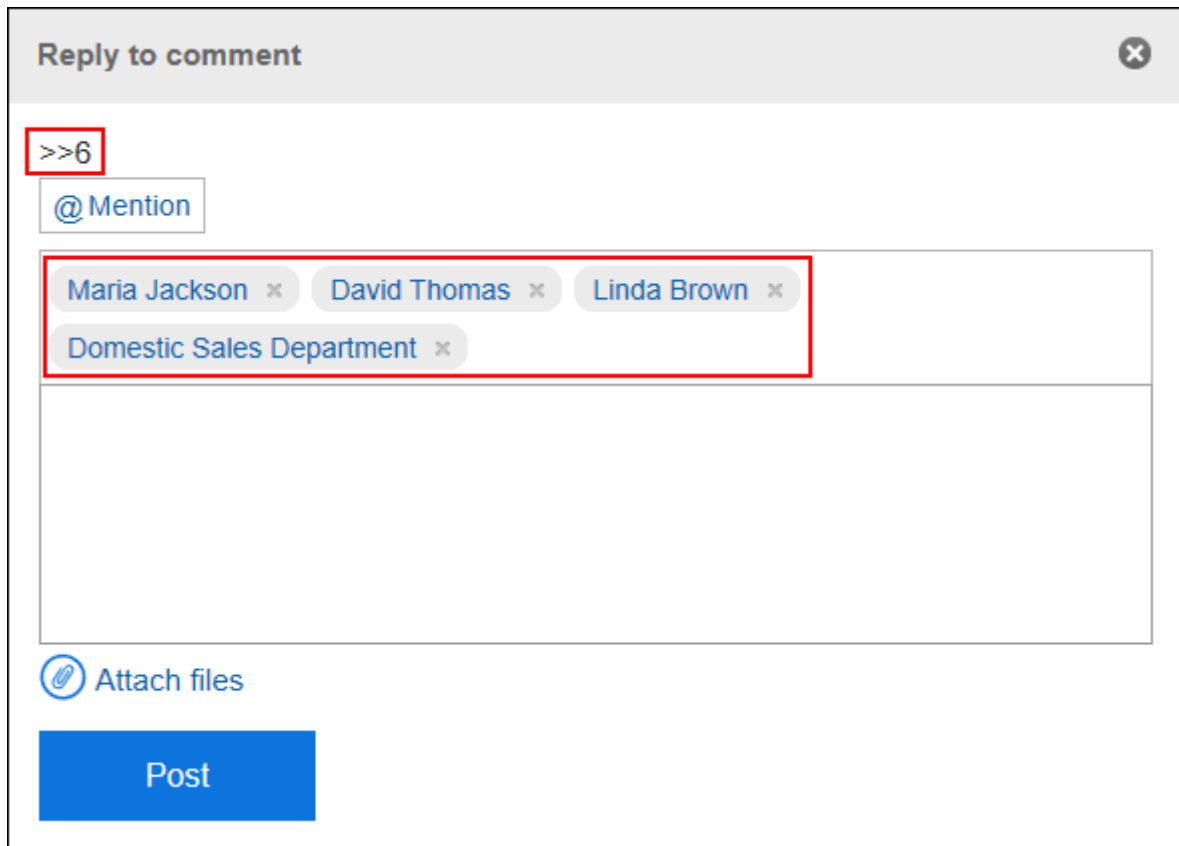 Reply to comment
>>6
@Mention
Maria Jackson × David Thomas × Linda Brown ×
Domestic Sales Department ×
Attach files
Post